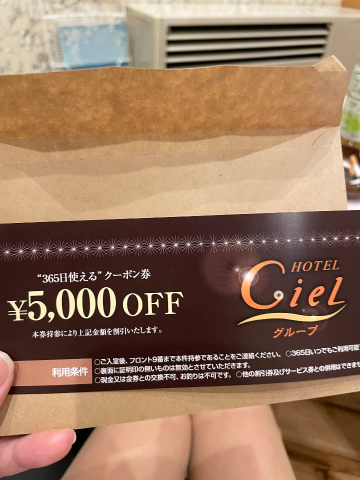 "365日使える"クーポン券
¥5,000 OFF
本券持参により上記金額を割引いたします。
HOTEL
Ciel
グループ
利用条件
○ご入室後、フロント9番まで本件持参であることをご連絡ください。 ○365日いつでもご利用可能
○裏面に証明印の無いものは無効とさせていただきます。
○現金又は金券との交換不可、お釣りは不可です。 ○他の割引券及びサービス券との併用はできませ